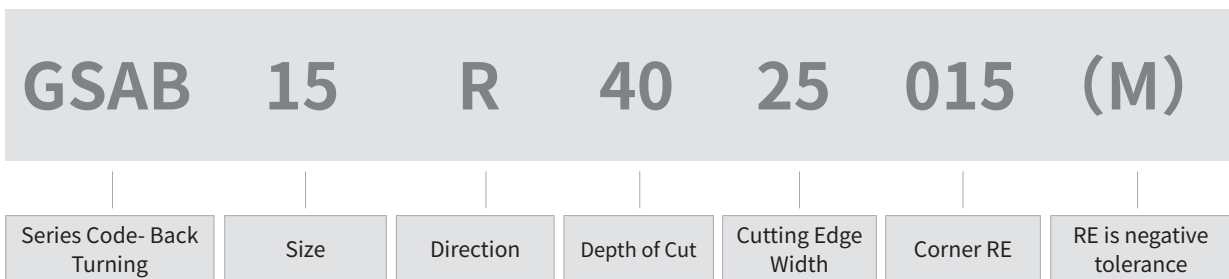 GSAB 15 R 40 25 015 （M）
Series Code- Back
Turning
Size
Direction
Depth of Cut
Cutting Edge
Width
Corner RE
RE is negative
tolerance